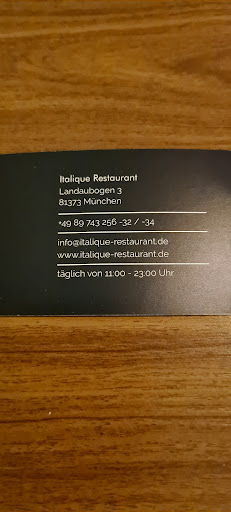 Italique Restaurant
Landaubogen 3
81373 München
+49 89 743 256 -32 / -34
info@italique-restaurant.de
www.italique-restaurant.de
täglich von 11:00 - 23:00 Uhr